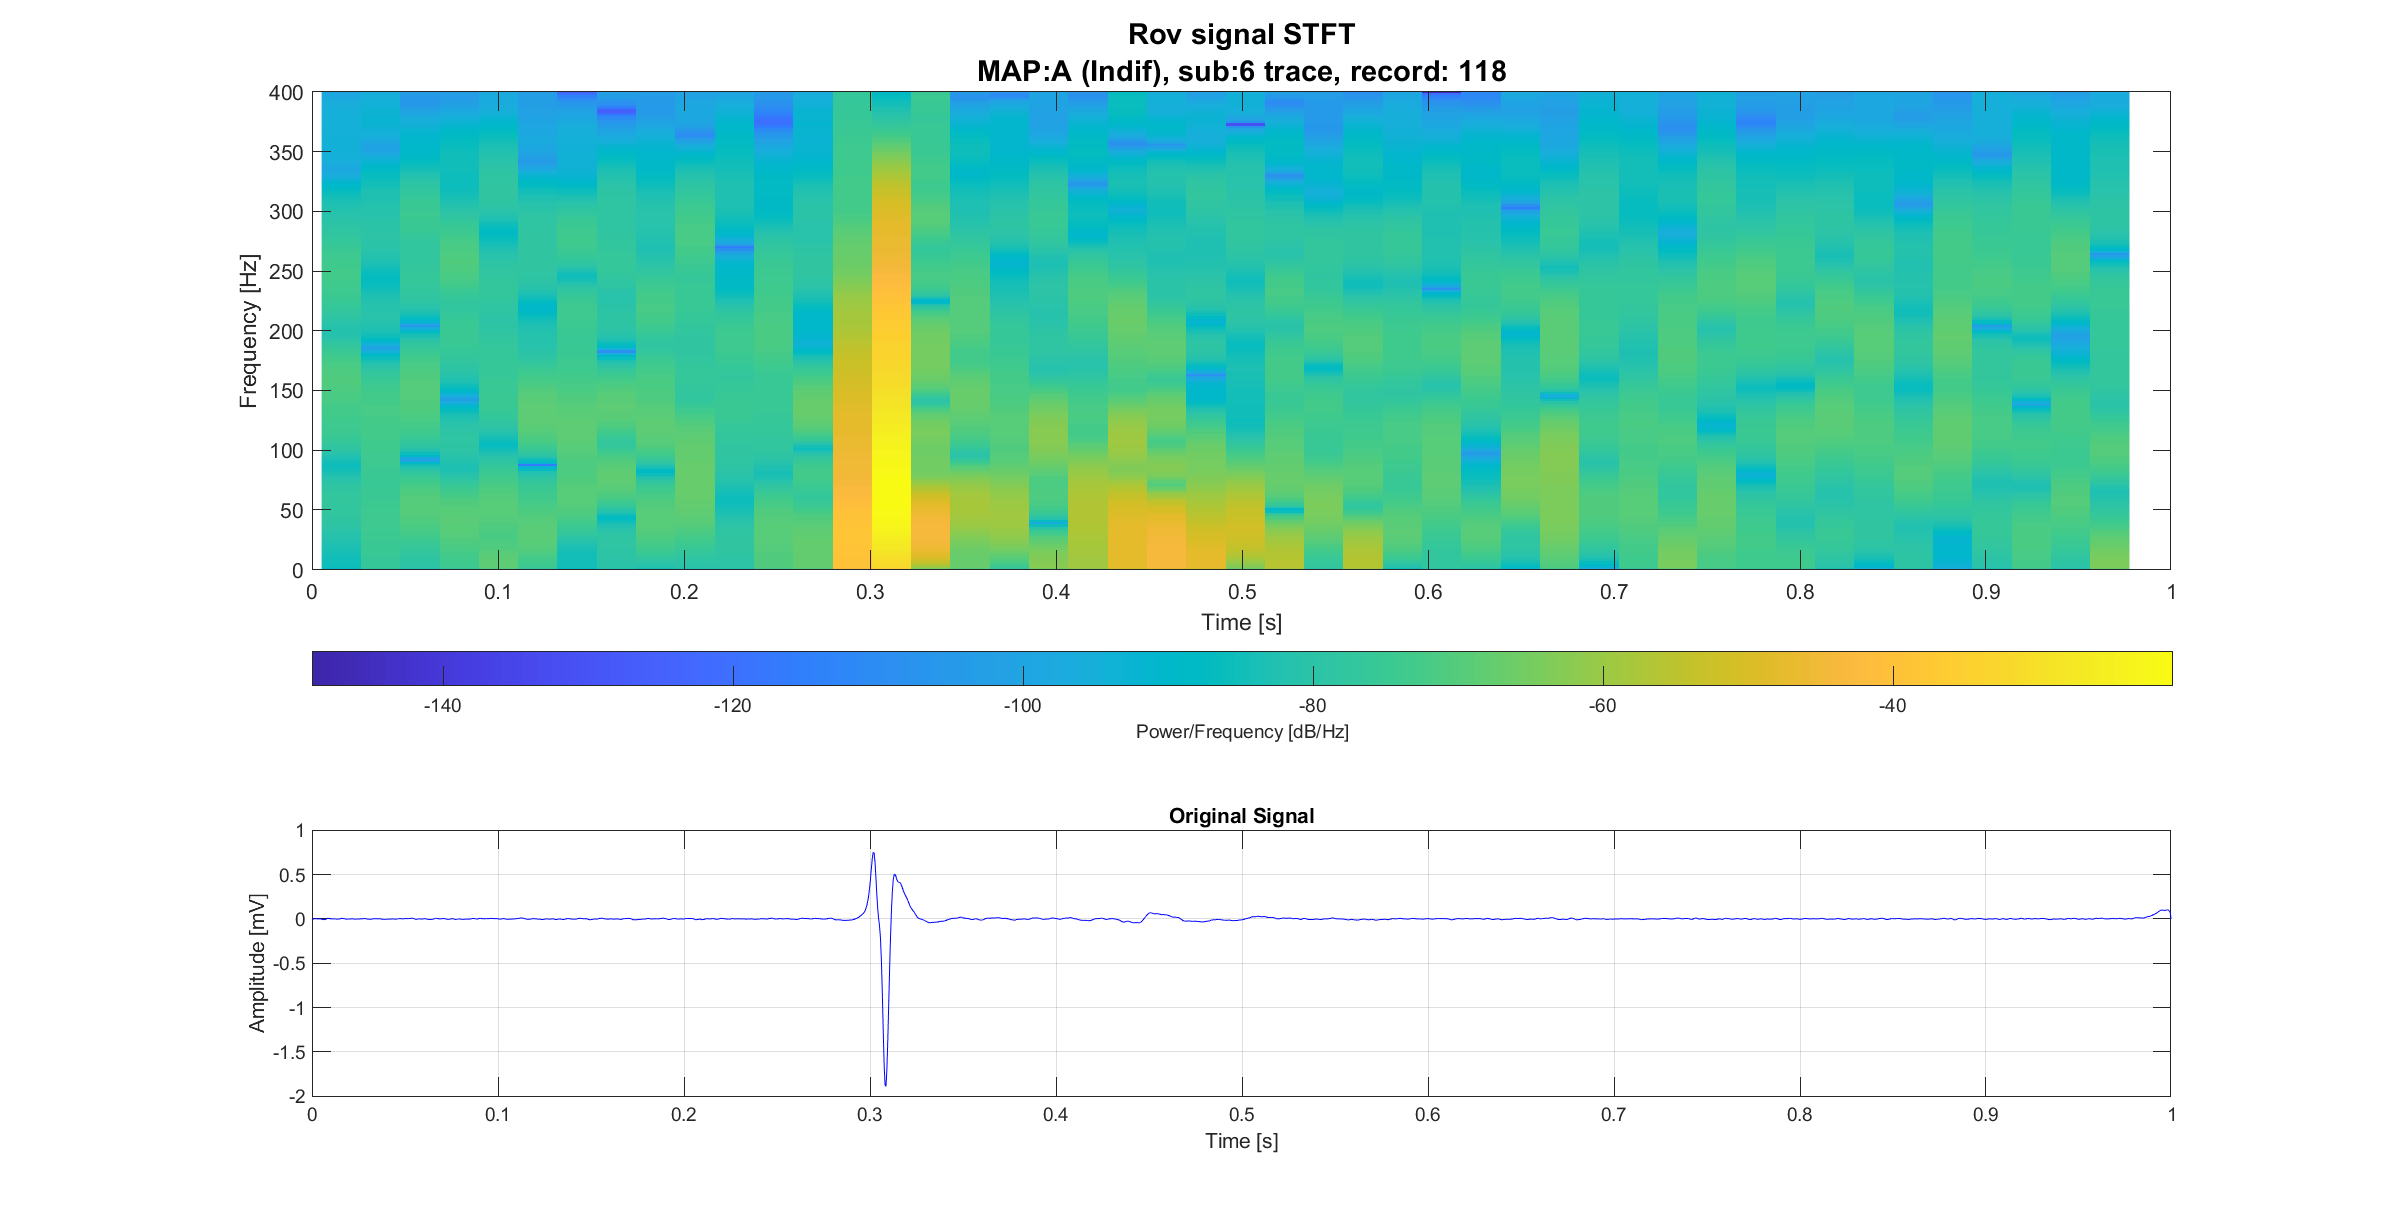 Rov signal STFT
MAP:A (Indif), sub:6 trace, record: 118
400
350
300
250
200
150
100
50
0
Frequency [Hz]
0 0.1 0.2 0.3 0.4 0.5 0.6 0.7 0.8 0.9 1
Time [s]
-140 -120 -100 -80 -60 -40
Power/Frequency [dB/Hz]
Original Signal
1
0.5
0
-0.5
-1
-1.5
-2
Amplitude [mV]
0 0.1 0.2 0.3 0.4 0.5 0.6 0.7 0.8 0.9 1
Time [s]